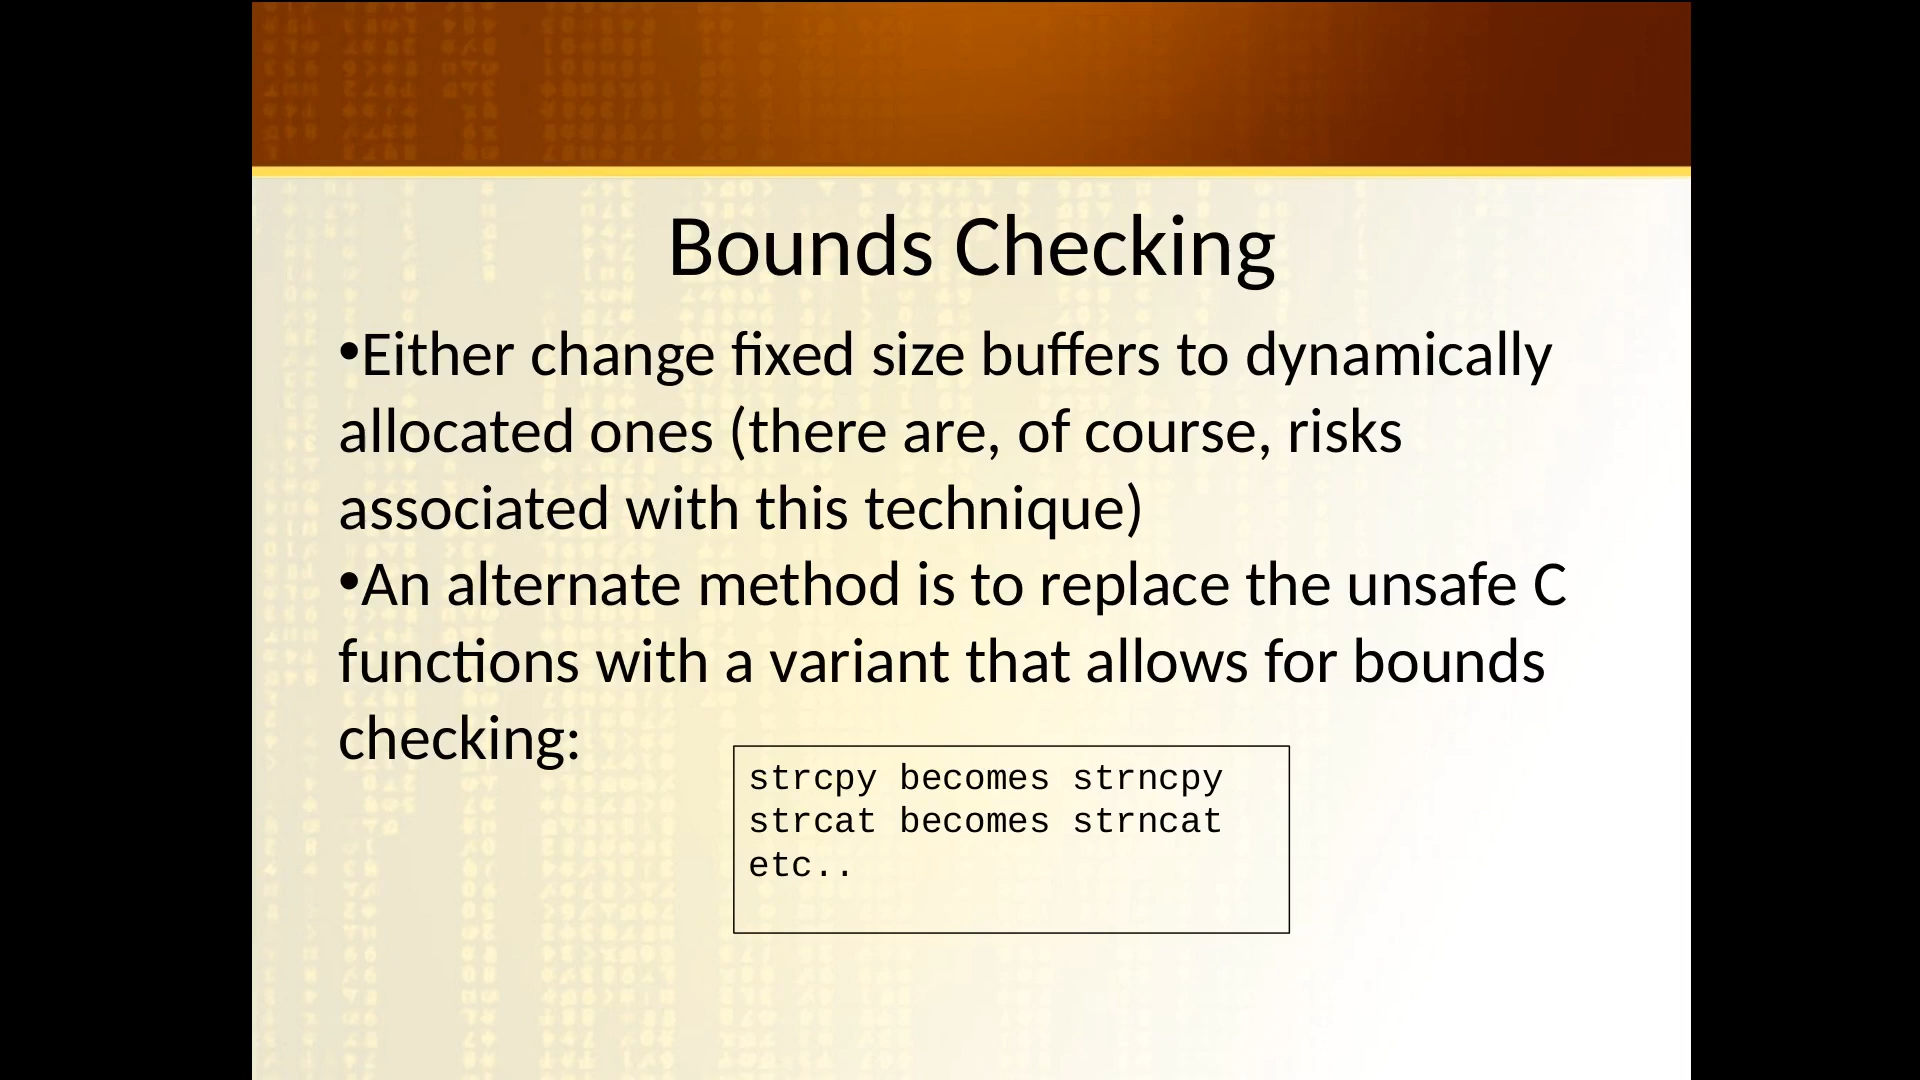 Bounds Checking
•Either change fixed size buffers to dynamically
allocated ones (there are, of course, risks
associated with this technique)
•An alternate method is to replace the unsafe C
functions with a variant that allows for bounds
checking:
strcpy becomes strncpy
strcat becomes strncat
etc..